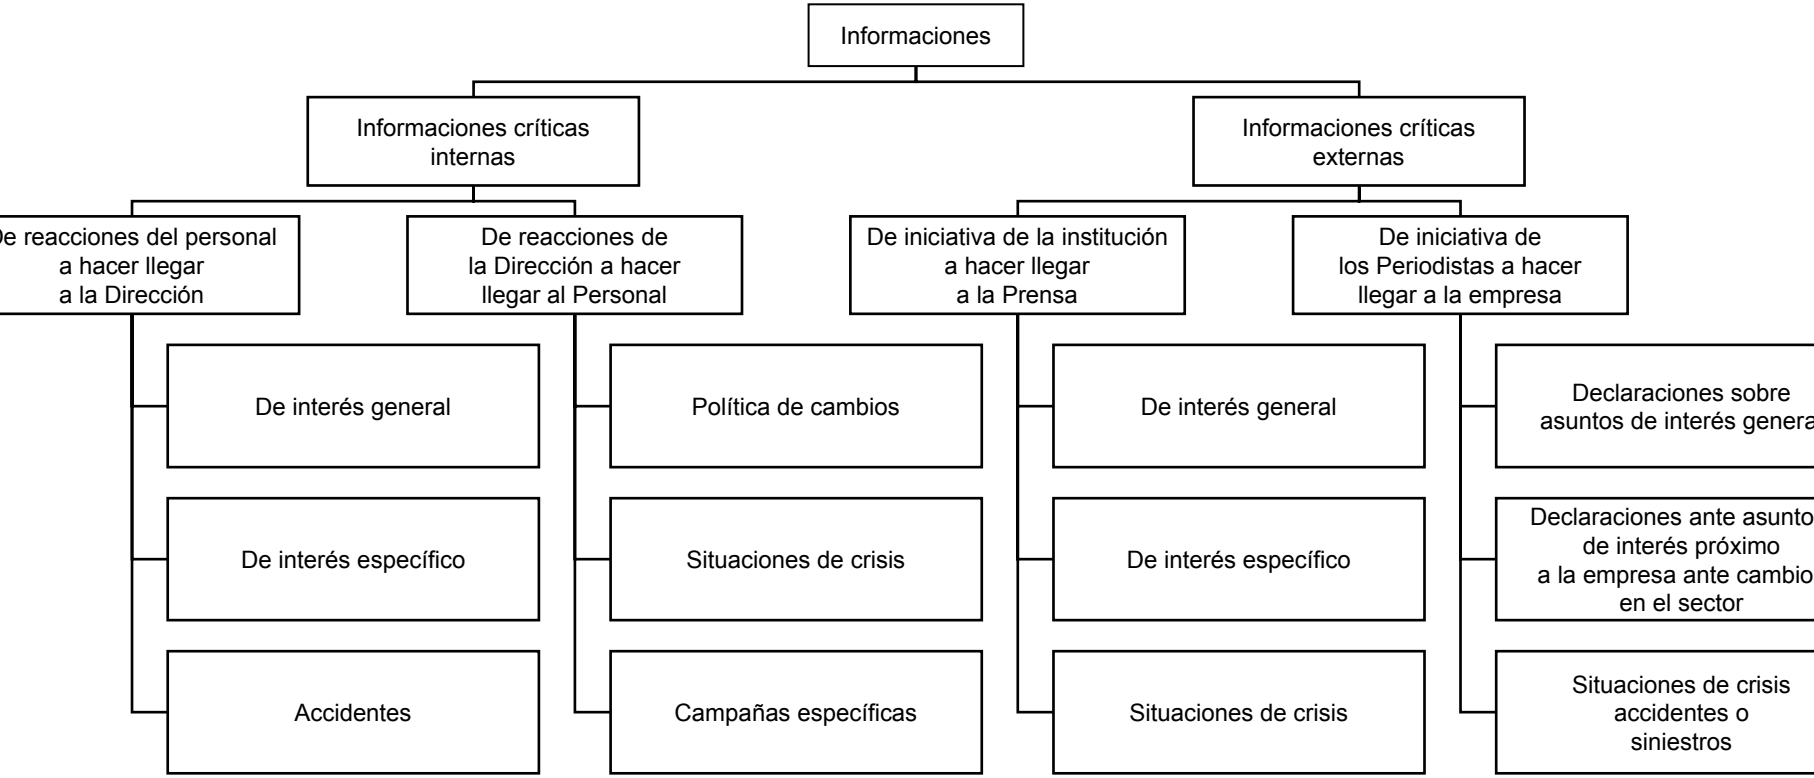 Informaciones
Informaciones críticas
internas
Informaciones críticas
externas
De reacciones del personal
a hacer llegar
a la Dirección
De reacciones de
la Dirección a hacer
llegar al Personal
De iniciativa de la institución
a hacer llegar
a la Prensa
De iniciativa de
los Periodistas a hacer
llegar a la empresa
De interés general
Política de cambios
De interés general
Declaraciones sobre
asuntos de interés genera
De interés específico
Situaciones de crisis
De interés específico
Declaraciones ante asunto
de interés próximo
a la empresa ante cambio
en el sector
Accidentes
Campañas específicas
Situaciones de crisis
Situaciones de crisis
accidentes o
siniestros